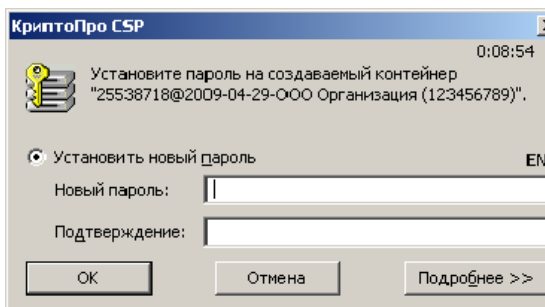 КриптоПро CSP
0:08:54
Установите пароль на создаваемый контейнер
"25538718@2009-04-29-ООО Организация (123456789)".
Установить новый пароль
EN
Новый пароль:
Подтверждение:
ОК
Отмена
Подробнее >>